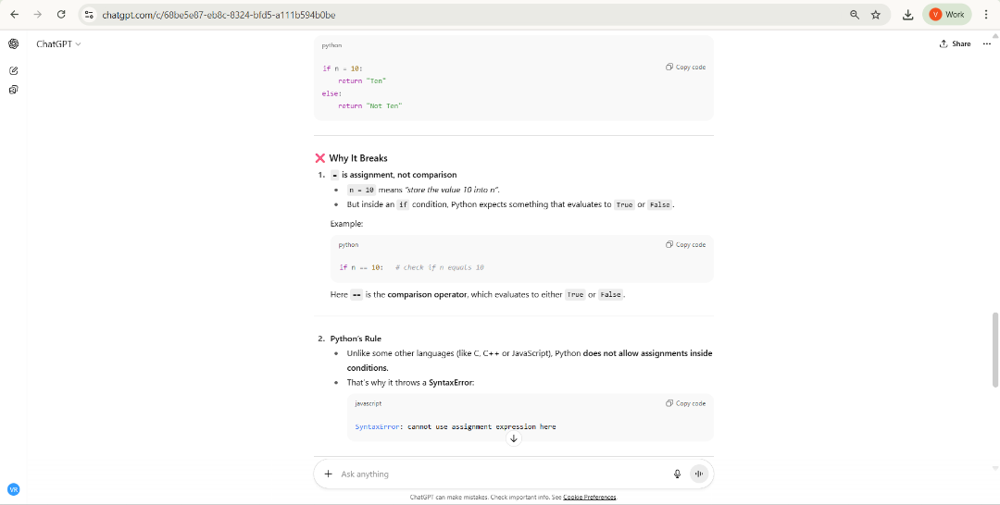 chatgpt.com/c/68be5e87-eb8c-8324-bfd5-a111b594b0be
V Work
ChatGPT
Share
python
Copy code
if n = 10:
return "Ten"
else:
return "Not Ten"
❌ Why It Breaks
1. = is assignment, not comparison
• n = 10 means “store the value 10 into n”.
• But inside an if condition, Python expects something that evaluates to True or False.
Example:
python
Copy code
if n == 10: # check if n equals 10
Here == is the comparison operator, which evaluates to either True or False.
2. Python’s Rule
• Unlike some other languages (like C, C++ or JavaScript), Python does not allow assignments inside
conditions.
• That’s why it throws a SyntaxError:
javascript
Copy code
SyntaxError: cannot use assignment expression here
Ask anything
VR
ChatGPT can make mistakes. Check important info. See Cookie Preferences.